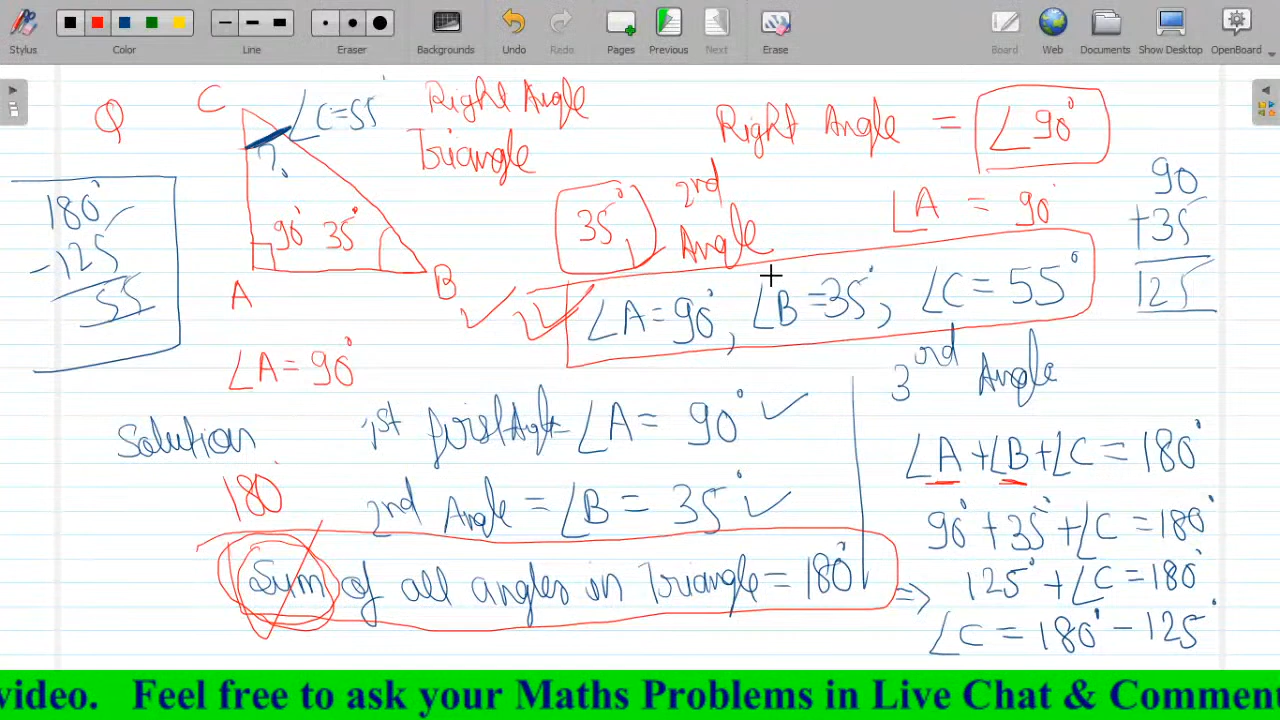 Stylus
Color
Line
Eraser
Backgrounds
Undo
Redo
Pages
Previous
Next
Erase
Board
Web
Documents
Show Desktop
OpenBoard
Q
C
∠C=55°
Right Angle
Triangle
Right Angle = ∠90°
180°
-125
55
?
90° 35°
A
B
35°
2nd
Angle
∠A = 90°
90
+35
125
∠A=90°, ∠B=35°, ∠C=55°
∠A=90°
3rd Angle
Solution
1st first Angle= ∠A= 90° ✓
180°
2nd Angle = ∠B = 35° ✓
Sum of all angles in Triangle=180°
∠A+∠B+∠C=180°
90°+35°+∠C=180°
=> 125°+∠C=180°
∠C=180°-125°
video. Feel free to ask your Maths Problems in Live Chat & Commen